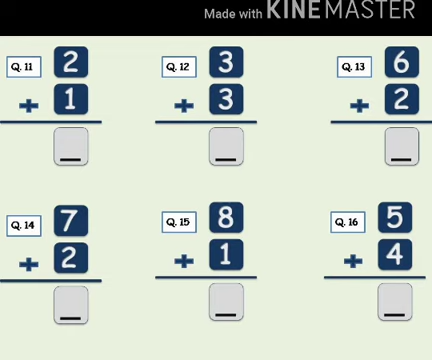 Made with KINEMASTER
Q. 11 2
+ 1
Q. 12 3
+ 3
Q. 13 6
+ 2
Q. 14 7
+ 2
Q. 15 8
+ 1
Q. 16 5
+ 4